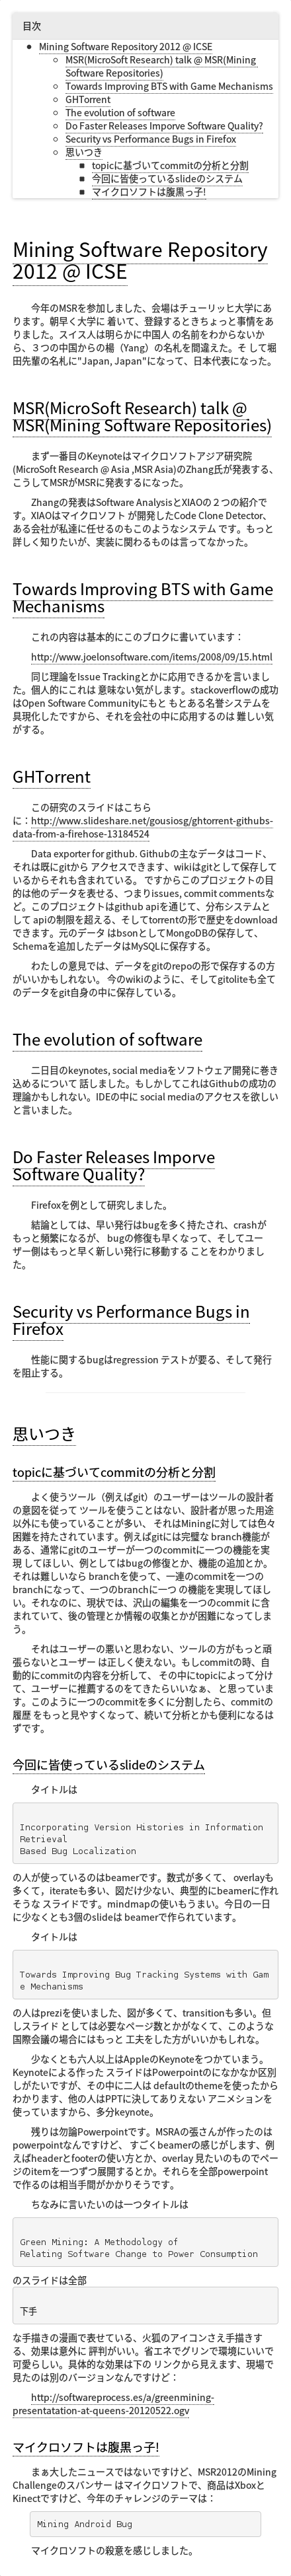 目次
Mining Software Repository 2012 @ ICSE
MSR(MicroSoft Research) talk @ MSR(Mining
Software Repositories)
Towards Improving BTS with Game Mechanisms
GHTorrent
The evolution of software
Do Faster Releases Imporve Software Quality?
Security vs Performance Bugs in Firefox
思いつき
topicに基づいてcommitの分析と分割
今回に皆使っているslideのシステム
マイクロソフトは腹黒っ子!
Mining Software Repository
2012 @ ICSE
今年のMSRを参加しました、会場はチューリッヒ大学にあ
ります。朝早く大学に 着いて、登録するときちょっと事情をあ
りました。スイス人は明らかに中国人 の名前をわからないか
ら、３つの中国からの楊（Yang）の名札を間違えた。そ して堀
田先輩の名札に"Japan, Japan"になって、日本代表になった。
MSR(MicroSoft Research) talk @
MSR(Mining Software Repositories)
まず一番目のKeynoteはマイクロソフトアジア研究院
(MicroSoft Research @ Asia ,MSR Asia)のZhang氏が発表する、
こうしてMSRがMSRに発表するになった。
Zhangの発表はSoftware AnalysisとXIAOの２つの紹介で
す。XIAOはマイクロソフト が開発したCode Clone Detector、
ある会社が私達に任せるのもこのようなシステム です。もっと
詳しく知りたいが、実装に関わるものは言ってなかった。
Towards Improving BTS with Game
Mechanisms
これの内容は基本的にこのブロクに書いています：
http://www.joelonsoftware.com/items/2008/09/15.html
同じ理論をIssue Trackingとかに応用できるかを言いまし
た。個人的にこれは 意味ない気がします。stackoverflowの成功
はOpen Software Communityにもと もとある名誉システムを
具現化したですから、それを会社の中に応用するのは 難しい気
がする。
GHTorrent
この研究のスライドはこちら
に：http://www.slideshare.net/gousiosg/ghtorrent-githubs-
data-from-a-firehose-13184524
Data exporter for github. Githubの主なデータはコード、
それは既にgitから アクセスできます、wikiはgitとして保存して
いるからそれも含まれている。 ですからこのプロジェクトの目
的は他のデータを表せる、つまりissues, commit commentsな
ど。このプロジェクトはgithub apiを通じて、分布システムと
して apiの制限を超える、そしてtorrentの形で歴史をdownload
できます。元のデータ はbsonとしてMongoDBの保存して、
Schemaを追加したデータはMySQLに保存する。
わたしの意見では、データをgitのrepoの形で保存するの方
がいいかもしれない。 今のwikiのように、そしてgitoliteも全て
のデータをgit自身の中に保存している。
The evolution of software
二日目のkeynotes, social mediaをソフトウェア開発に巻き
込めるについて 話しました。もしかしてこれはGithubの成功の
理論かもしれない。IDEの中に social mediaのアクセスを欲しい
と言いました。
Do Faster Releases Imporve
Software Quality?
Firefoxを例として研究しました。
結論としては、早い発行はbugを多く持たされ、crashが
もっと頻繁になるが、 bugの修復も早くなって、そしてユー
ザー側はもっと早く新しい発行に移動する ことをわかりまし
た。
Security vs Performance Bugs in
Firefox
性能に関するbugはregression テストが要る、そして発行
を阻止する。
思いつき
topicに基づいてcommitの分析と分割
よく使うツール（例えばgit）のユーザーはツールの設計者
の意図を従って ツールを使うことはない、設計者が思った用途
以外にも使っていることが多い、 それはMiningに対しては色々
困難を持たされています。例えばgitには完璧な branch機能が
ある、通常にgitのユーザーが一つのcommitに一つの機能を実
現 してほしい、例としてはbugの修復とか、機能の追加とか。
それは難しいなら branchを使って、一連のcommitを一つの
branchになって、一つのbranchに一つ の機能を実現してほし
い。それなのに、現状では、沢山の編集を一つのcommit に含
まれていて、後の管理とか情報の収集とかが困難になってしま
う。
それはユーザーの悪いと思わない、ツールの方がもっと頑
張らないとユーザー は正しく使えない。もしcommitの時、自
動的にcommitの内容を分析して、 その中にtopicによって分け
て、ユーザーに推薦するのをてきたらいいなぁ、と思っていま
す。このように一つのcommitを多くに分割したら、commitの
履歴 をもっと見やすくなって、続いて分析とかも便利になるは
ずです。
今回に皆使っているslideのシステム
タイトルは
Incorporating Version Histories in Information
Retrieval
Based Bug Localization
の人が使っているのはbeamerです。数式が多くて、 overlayも
多くて，iterateも多い、図だけ少ない、典型的にbeamerに作れ
そうな スライドです。mindmapの使いもうまい。今日の一日
に少なくとも3個のslideは beamerで作られています。
タイトルは
Towards Improving Bug Tracking Systems with Gam
e Mechanisms
の人はpreziを使いました、図が多くて、transitionも多い。但
しスライド としては必要なページ数とかがなくて、このような
国際会議の場合にはもっと 工夫をした方がいいかもしれな。
少なくとも六人以上はAppleのKeynoteをつかていまう。
Keynoteによる作った スライドはPowerpointのになかなか区別
しがたいですが、その中に二人は defaultのthemeを使ったから
わかります、他の人はPPTに決してありえない アニメーションを
使っていますから、多分keynote。
残りは勿論Powerpointです。MSRAの張さんが作ったのは
powerpointなんですけど、 すごくbeamerの感じがします、例
えばheaderとfooterの使い方とか、overlay 見たいのものでペー
ジのitemを一つずつ展開するとか。それらを全部powerpoint
で作るのは相当手間がかかりそうです。
ちなみに言いたいのは一つタイトルは
Green Mining: A Methodology of
Relating Software Change to Power Consumption
のスライドは全部
下手
な手描きの漫画で表せている、火狐のアイコンさえ手描きす
る、効果は意外に 評判がいい。省エネでグリンで環境にいいで
可愛らしい。具体的な効果は下の リンクから見えます、現場で
見たのは別のバージョンなんですけど：
http://softwareprocess.es/a/greenmining-
presentatation-at-queens-20120522.ogv
マイクロソフトは腹黒っ子!
まぁ大したニュースではないですけど、MSR2012のMining
Challengeのスパンサー はマイクロソフトで、商品はXboxと
Kinectですけど、今年のチャレンジのテーマは：
Mining Android Bug
マイクロソフトの殺意を感じしました。